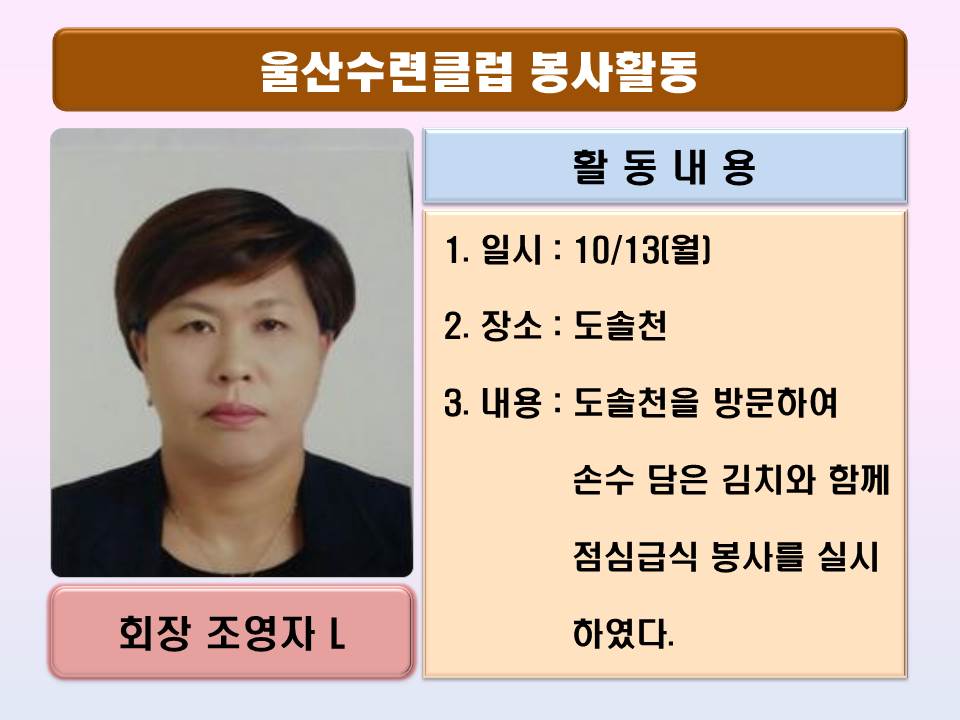 울산수련클럽 봉사활동
활 동 내 용
1. 일시 : 10/13(월)
2. 장소 : 도솔천
3. 내용 : 도솔천을 방문하여
손수 담은 김치와 함께
점심급식 봉사를 실시
하였다.
회장 조영자 L